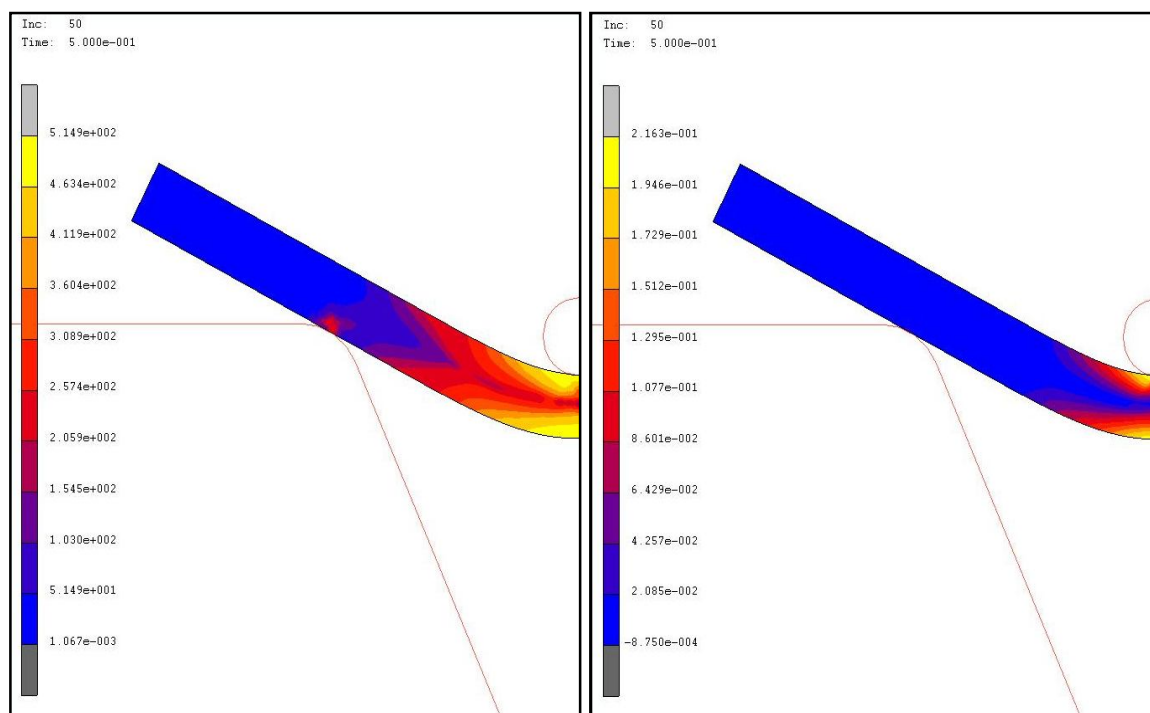 Inc: 50
Time: 5.000e-001
5.149e+002
4.634e+002
4.119e+002
3.604e+002
3.089e+002
2.574e+002
2.059e+002
1.545e+002
1.030e+002
5.149e+001
1.067e-003
Inc: 50
Time: 5.000e-001
2.163e-001
1.946e-001
1.729e-001
1.512e-001
1.295e-001
1.077e-001
8.601e-002
6.429e-002
4.257e-002
2.085e-002
-8.750e-004